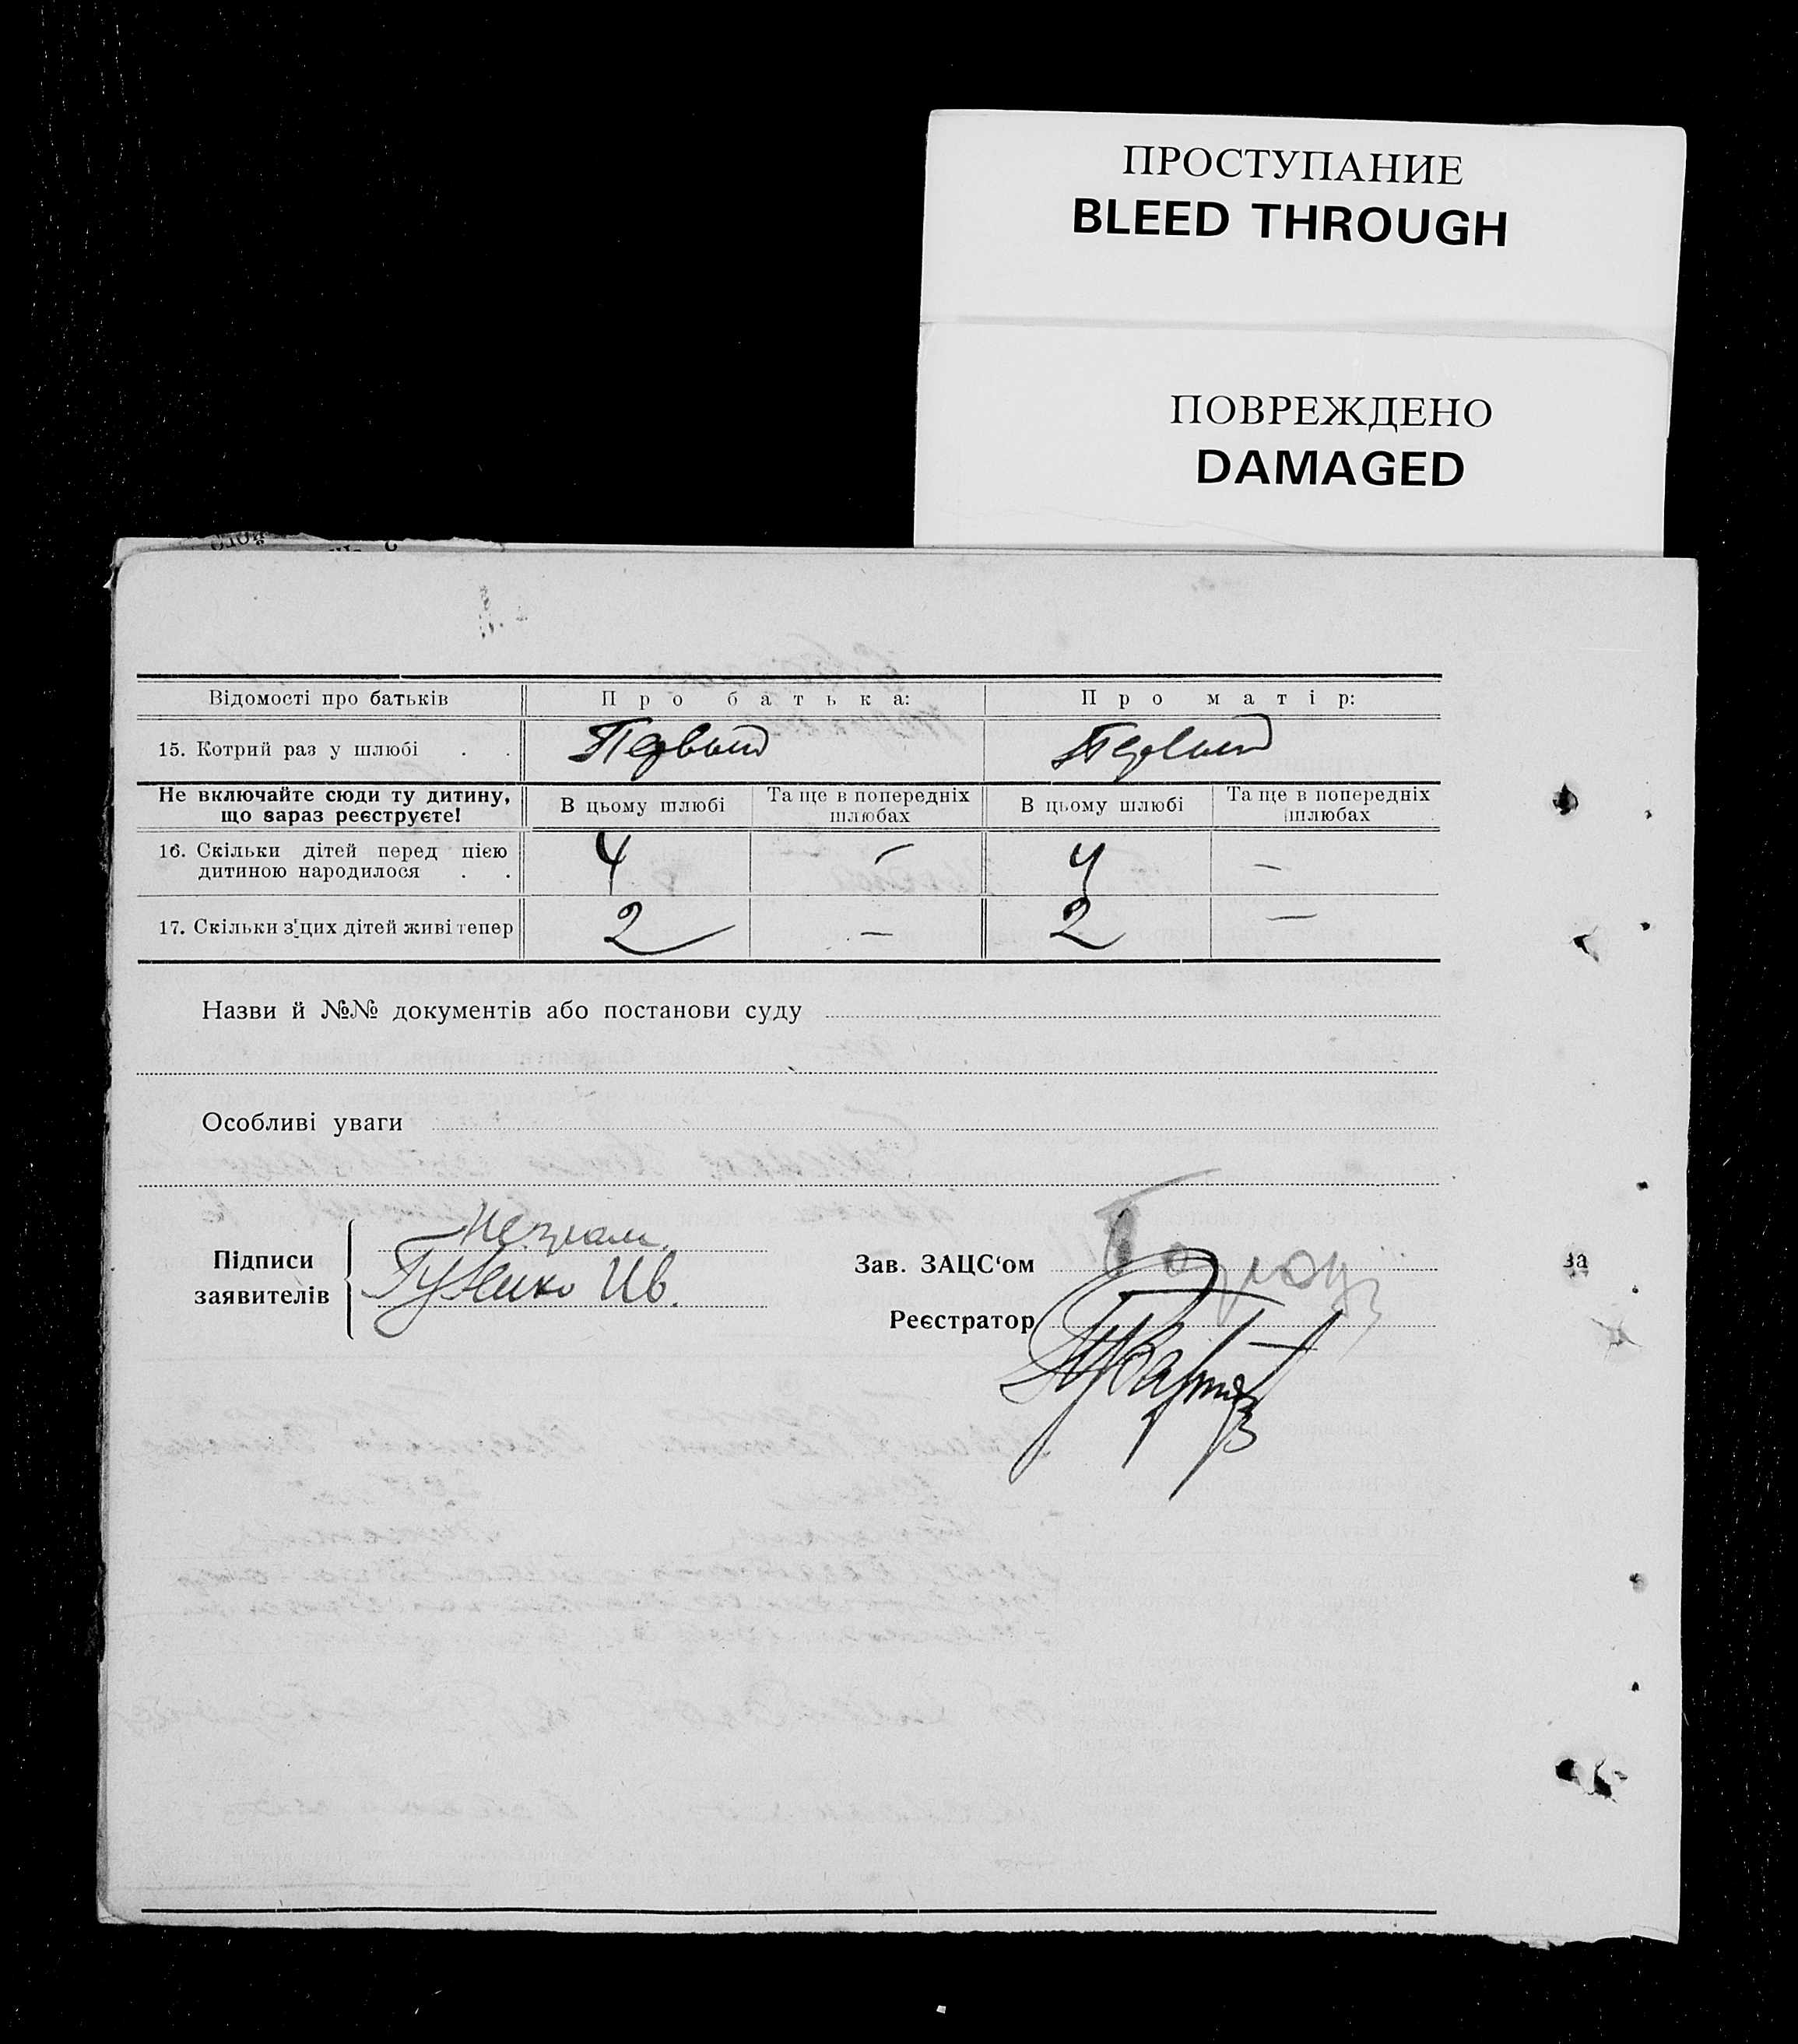 ПРОСТУПАНИЕ
BLEED THROUGH
ПОВРЕЖДЕНО
DAMAGED
Відомості про батьків Про батька: Про матір:
15. Котрий раз у шлюбі . . Первый Первый
Не включайте сюди ту дитину, що зараз реєструєте! В цьому шлюбі Та ще в попередніх шлюбах В цьому шлюбі Та ще в попередніх шлюбах
16. Скільки дітей перед цією
дитиною народилося . . 4 — 4 —
17. Скільки з цих дітей живі тепер 2 — 2 —
Назви й №№ документів або постанови суду
Особливі уваги
Підписи
заявителів
Неграм.
Ив.
Зав. ЗАЦС‘ом
Реєстратор
за